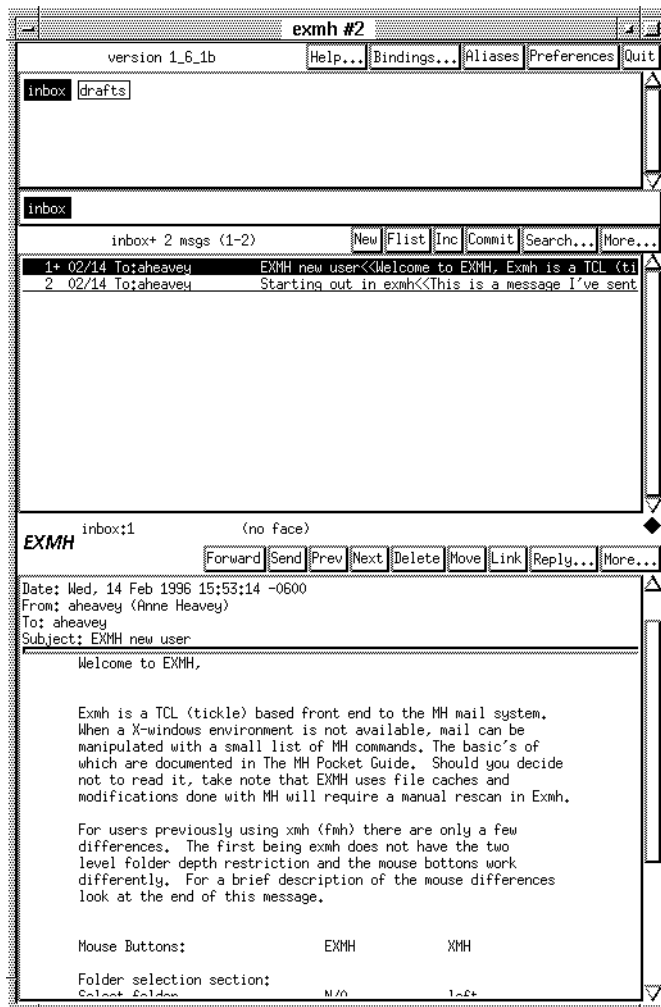 exmh #2
version 1_6_1b Help... Bindings... Aliases Preferences Quit
inbox drafts
inbox
inbox+ 2 msgs (1-2) New Flist Inc Commit Search... More...
1+ 02/14 To:aheavey EXMH new user<<Welcome to EXMH, Exmh is a TCL (ti
2 02/14 To:aheavey Starting out in exmh<<This is a message I've sent
EXMH inbox:1 (no face)
Forward Send Prev Next Delete Move Link Reply... More...
Date: Wed, 14 Feb 1996 15:53:14 -0600
From: aheavey (Anne Heavey)
To: aheavey
Subject: EXMH new user
Welcome to EXMH,
Exmh is a TCL (tickle) based front end to the MH mail system.
When a X-windows environment is not available, mail can be
manipulated with a small list of MH commands. The basic's of
which are documented in The MH Pocket Guide. Should you decide
not to read it, take note that EXMH uses file caches and
modifications done with MH will require a manual rescan in Exmh.
For users previously using xmh (fmh) there are only a few
differences. The first being exmh does not have the two
level folder depth restriction and the mouse bottons work
differently. For a brief description of the mouse differences
look at the end of this message.
Mouse Buttons: EXMH XMH
Folder selection section:
Select folder N/A left